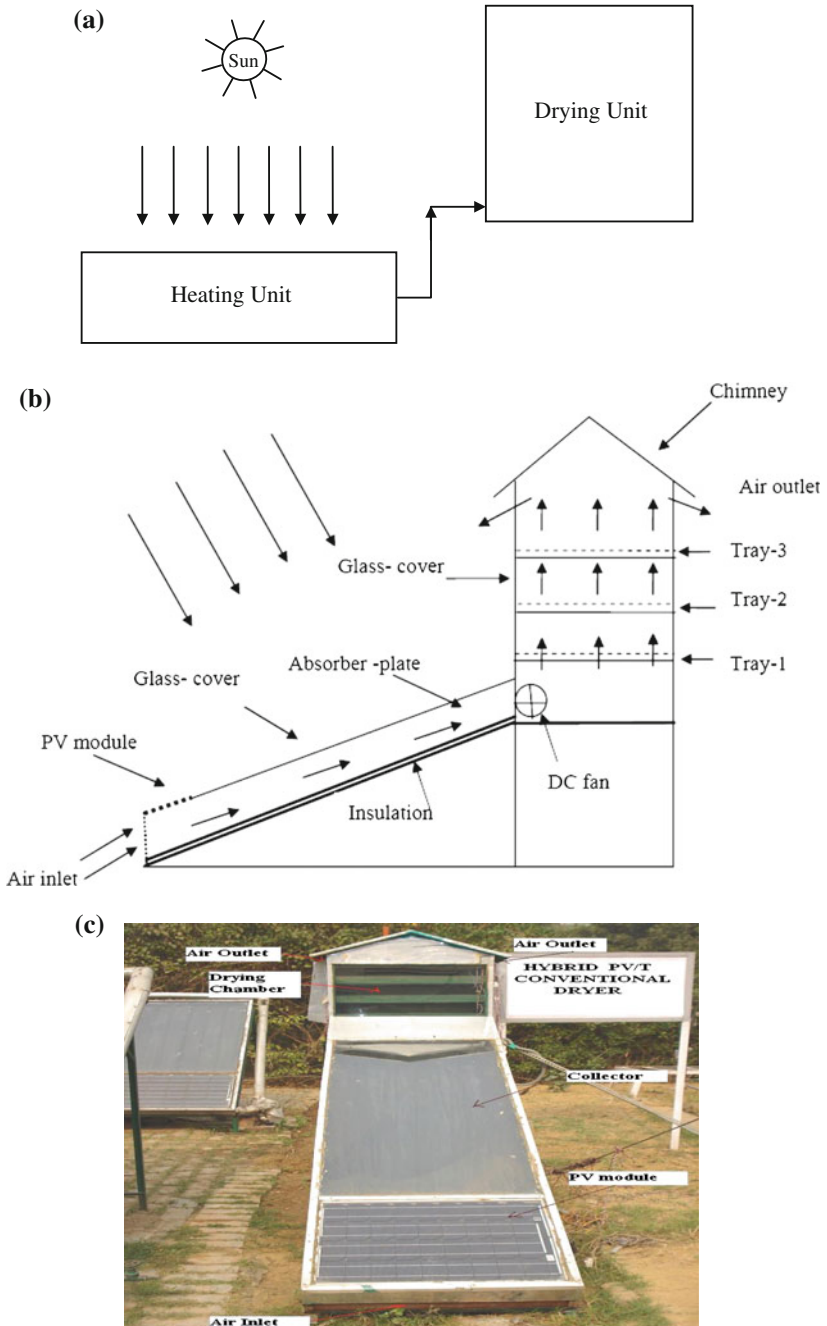 (a)
Sun
Drying Unit
Heating Unit
(b)
Chimney
Air outlet
Tray-3
Glass- cover
Tray-2
Absorber -plate
Tray-1
Glass- cover
PV module
DC fan
Insulation
Air inlet
(c)
Air Outlet
Air Outlet
Drying
Chamber
HYBRID PV/T
CONVENTIONAL
DRYER
Collector
PV module
Air Inlet